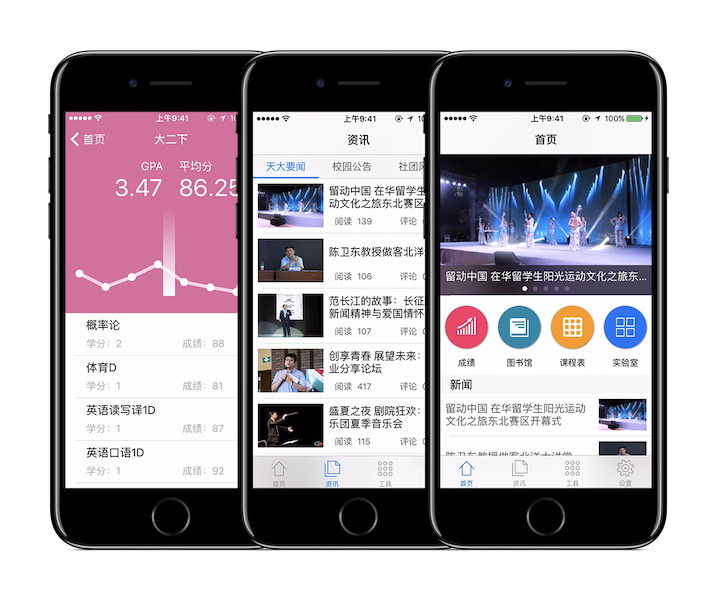 上午9:41
首页
大二下
GPA
平均分
3.47
86.25
概率论
学分：2
成绩：88
体育D
学分：1
成绩：81
英语读写译1D
学分：1
成绩：87
英语口语1D
学分：1
成绩：92
上午9:41
资讯
天大要闻
校园公告
社团风
留动中国 在华留学生
动文化之旅东北赛区
阅读 139
评论
陈卫东教授做客北洋
阅读 106
评论
范长江的故事：长征
新闻精神与爱国情怀
阅读 107
评论
创享青春 展望未来：
业分享论坛
阅读 417
评论
盛夏之夜 剧院狂欢：
乐团夏季音乐会
阅读 115
评论
首页
资讯
工具
上午9:41
100%
首页
留动中国 在华留学生阳光运动文化之旅东...
成绩
图书馆
课程表
实验室
新闻
留动中国 在华留学生阳光运动
文化之旅东北赛区开幕式
陈卫东教授做客北洋大讲堂
首页
资讯
工具
设置